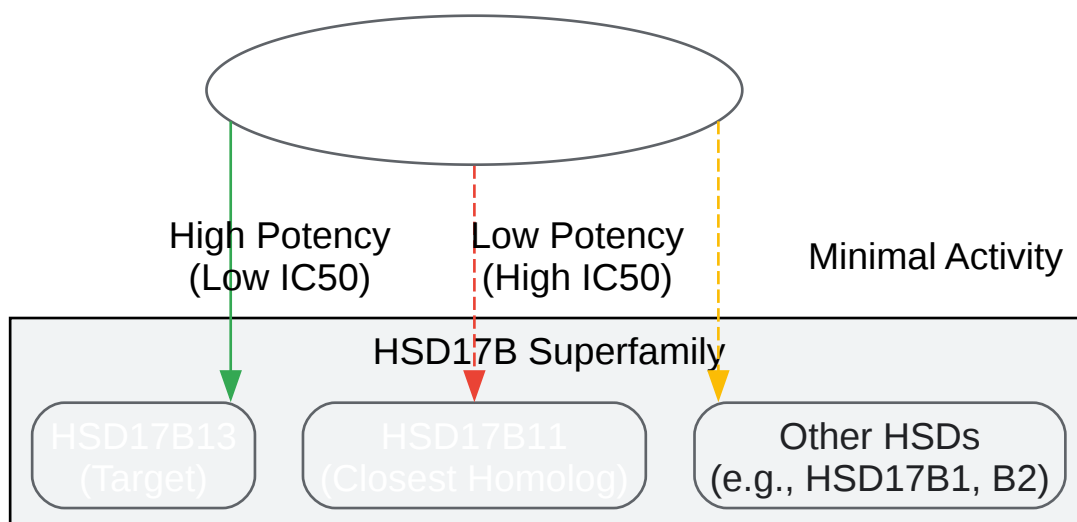 High Potency
(Low IC50)
Low Potency
(High IC50)
Minimal Activity
HSD17B Superfamily
HSD17B13
(Target)
HSD17B11
(Closest Homolog)
Other HSDs
(e.g., HSD17B1, B2)